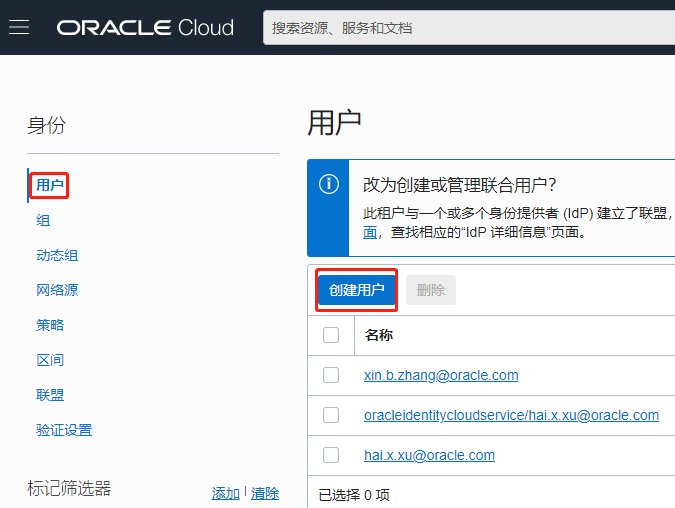 ORACLE Cloud
搜索资源、服务和文档
身份
用户
组
动态组
网络源
策略
区间
联盟
验证设置
标记筛选器
添加 | 清除
用户
改为创建或管理联合用户?
此租户与一个或多个身份提供者 (IdP) 建立了联盟,
面，查找相应的“IdP 详细信息”页面。
创建用户 删除
名称
xin.b.zhang@oracle.com
oracleidentitycloudservice/hai.x.xu@oracle.com
hai.x.xu@oracle.com
已选择 0 项